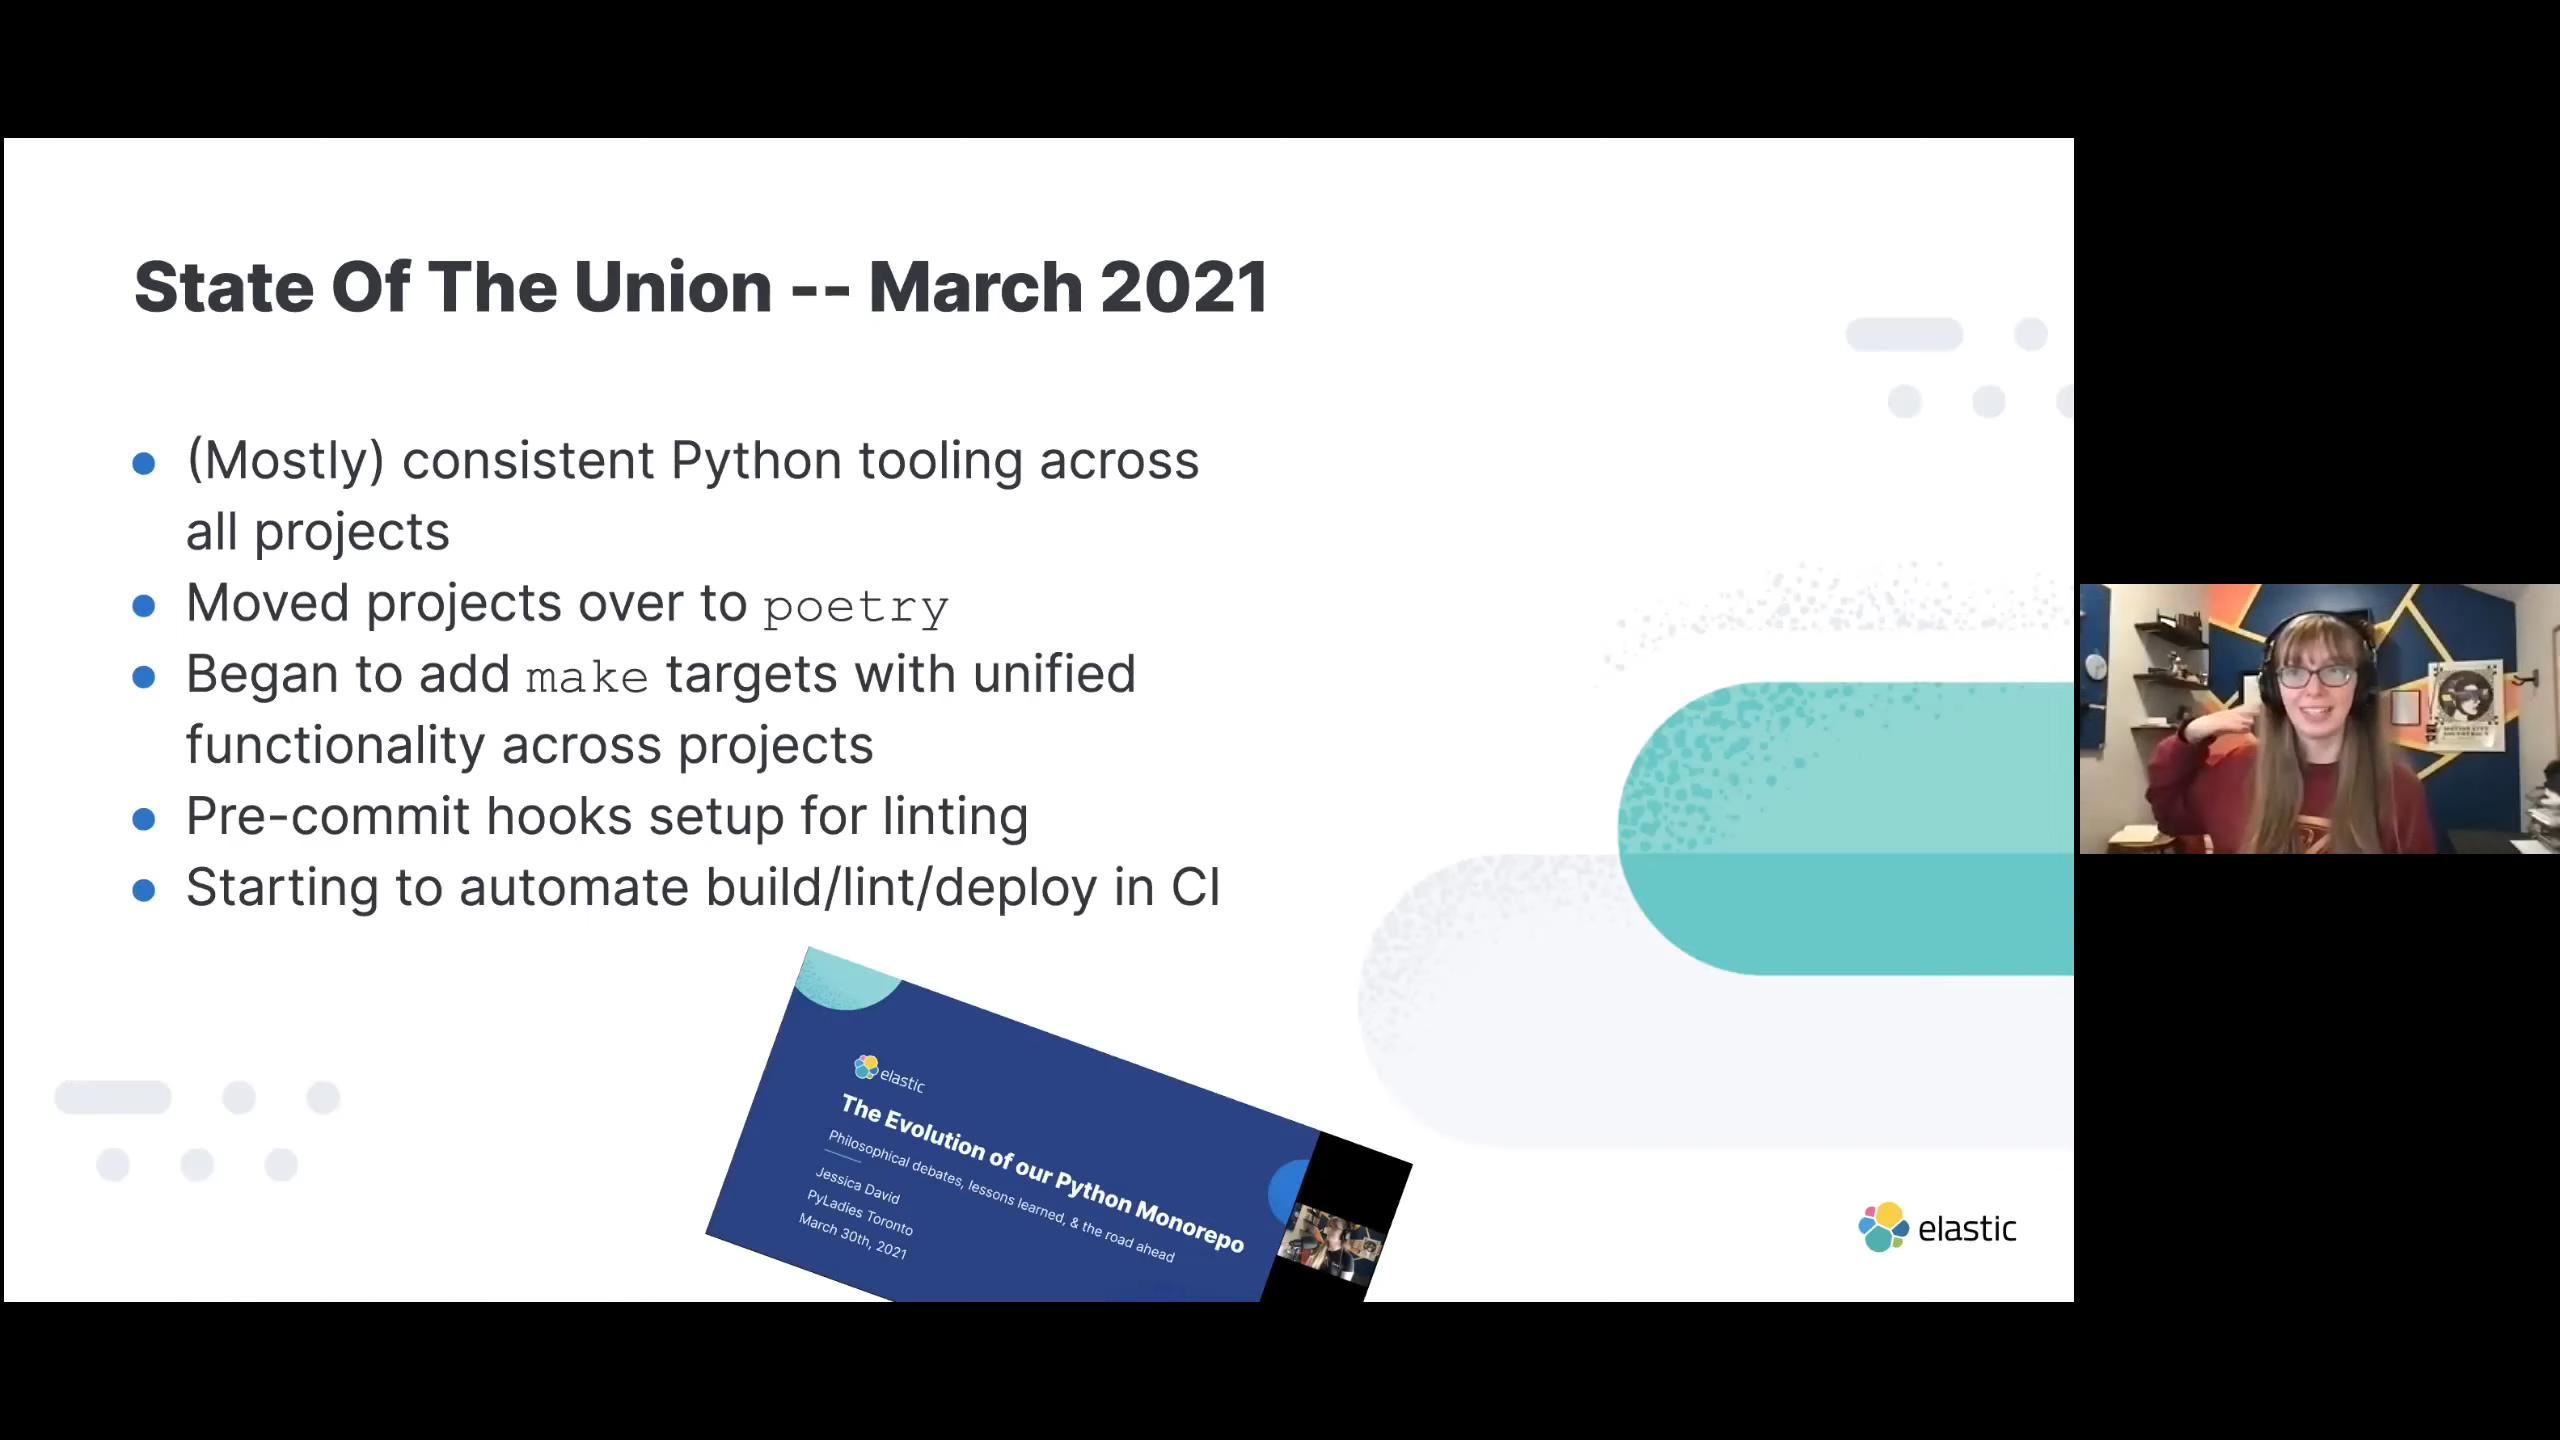 State Of The Union -- March 2021
(Mostly) consistent Python tooling across
all projects
Moved projects over to poetry
Began to add make targets with unified
functionality across projects
Pre-commit hooks setup for linting
Starting to automate build/lint/deploy in CI
elastic
The Evolution of our Python Monorepo
Philosophical debates, lessons learned, & the road ahead
Jessica David
PyLadies Toronto
March 30th, 2021
elastic